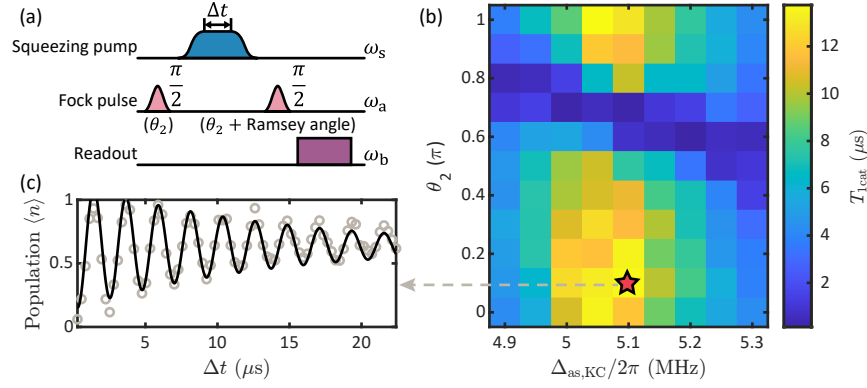 (a)
Δt
Squeezing pump
ω_s
π/2
π/2
Fock pulse
ω_a
(θ_2)
(θ_2 + Ramsey angle)
Readout
ω_b
(c)
Population ⟨n⟩
1
0.5
0
5
10
15
20
Δt (μs)
(b)
θ_2 (π)
1
0.8
0.6
0.4
0.2
0
4.9
5
5.1
5.2
5.3
Δ_as,KC/2π (MHz)
12
10
8
6
4
2
T_1cat (μs)